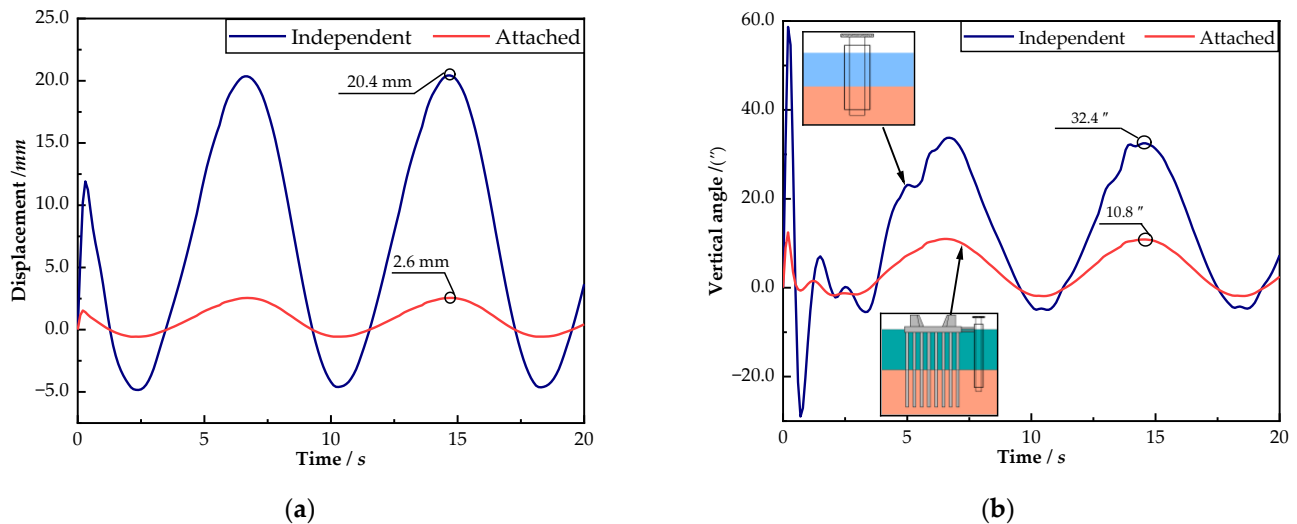 25.0
20.0
15.0
10.0
5.0
0
−5.0
Displacement /mm
Independent
Attached
20.4 mm
2.6 mm
0
5
10
15
20
Time / s
(a)
60.0
40.0
20.0
0.0
−20.0
Vertical angle /(″)
Independent
Attached
32.4 ″
10.8 ″
0
5
10
15
20
Time / s
(b)